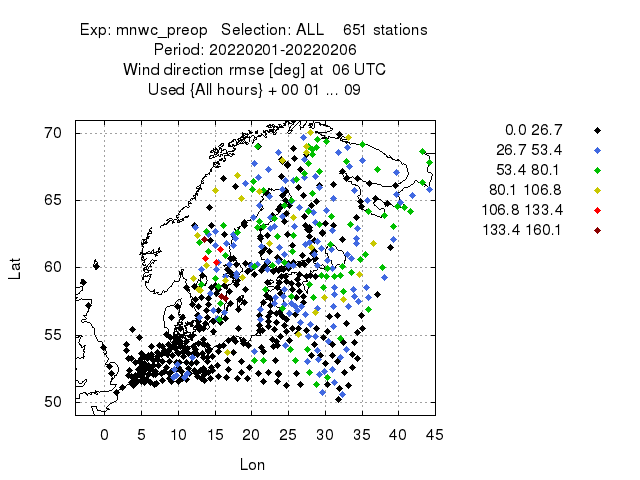 Exp: mnwc_preop   Selection: ALL    651 stations
Period: 20220201-20220206
Wind direction rmse [deg] at  06 UTC
Used {All hours} + 00 01 ... 09
0.0 26.7
26.7 53.4
53.4 80.1
80.1 106.8
106.8 133.4
133.4 160.1
Lat
70
65
60
55
50
0 5 10 15 20 25 30 35 40 45
Lon